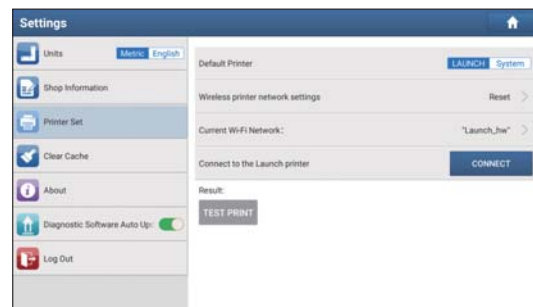 Settings
Units Metric English
Shop Information
Printer Set
Clear Cache
About
Diagnostic Software Auto Up
Log Out
Default Printer LAUNCH System
Wireless printer network settings Reset
Current Wi-Fi Network: "Launch_hw"
Connect to the Launch printer CONNECT
Result:
TEST PRINT